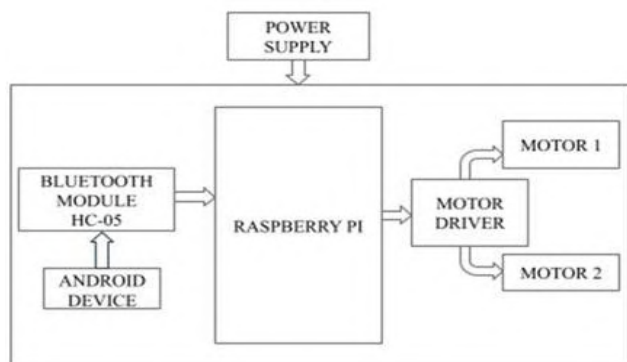 POWER
SUPPLY
BLUETOOTH
MODULE
HC-05
ANDROID
DEVICE
RASPBERRY PI
MOTOR
DRIVER
MOTOR 1
MOTOR 2